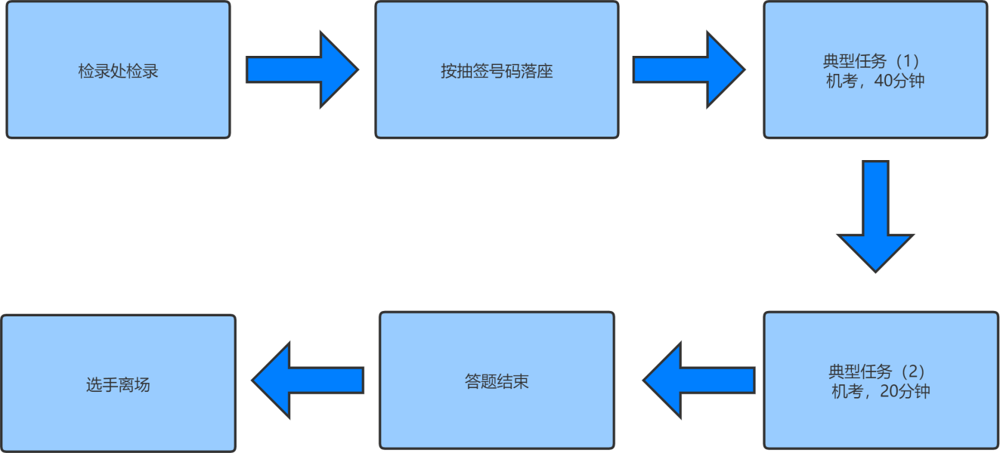 检录处检录
按抽签号码落座
典型任务（1）
机考，40分钟
典型任务（2）
机考，20分钟
答题结束
选手离场